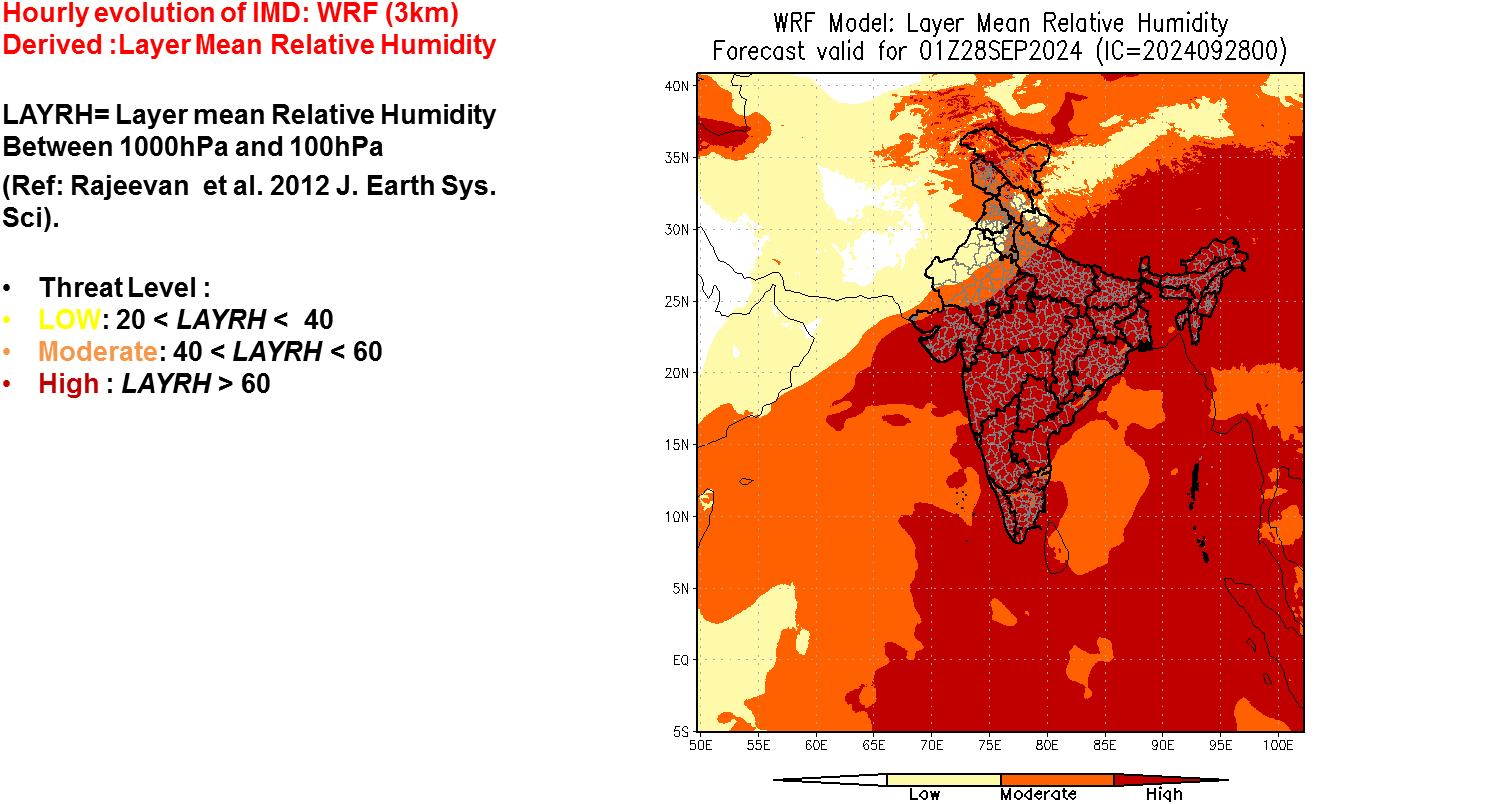 Hourly evolution of IMD: WRF (3km)
Derived :Layer Mean Relative Humidity
LAYRH= Layer mean Relative Humidity
Between 1000hPa and 100hPa
(Ref: Rajeevan et al. 2012 J. Earth Sys.
Sci).
• Threat Level :
• LOW: 20 < LAYRH < 40
• Moderate: 40 < LAYRH < 60
• High : LAYRH > 60
WRF Model: Layer Mean Relative Humidity
Forecast valid for 01Z28SEP2024 (IC=2024092800)
40N
35N
30N
25N
20N
15N
10N
5N
EQ
5S
50E 55E 60E 65E 70E 75E 80E 85E 90E 95E 100E
Low Moderate High